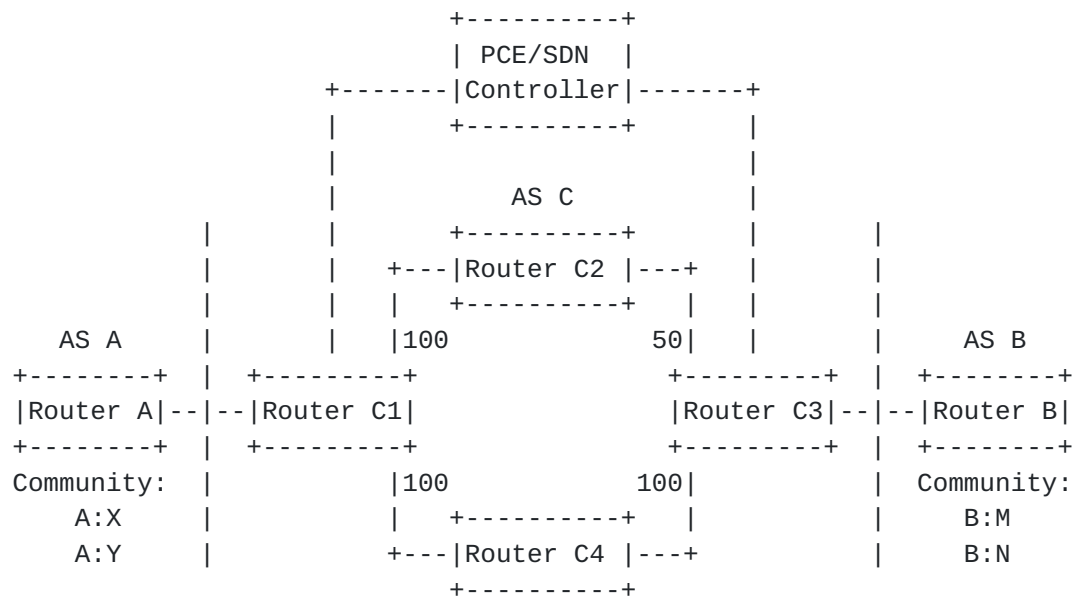 PCE/SDN
Controller
AS C
Router C2
AS A 100 50 AS B
Router A Router C1 Router C3 Router B
Community: 100 100 Community:
A:X B:M
A:Y Router C4 B:N